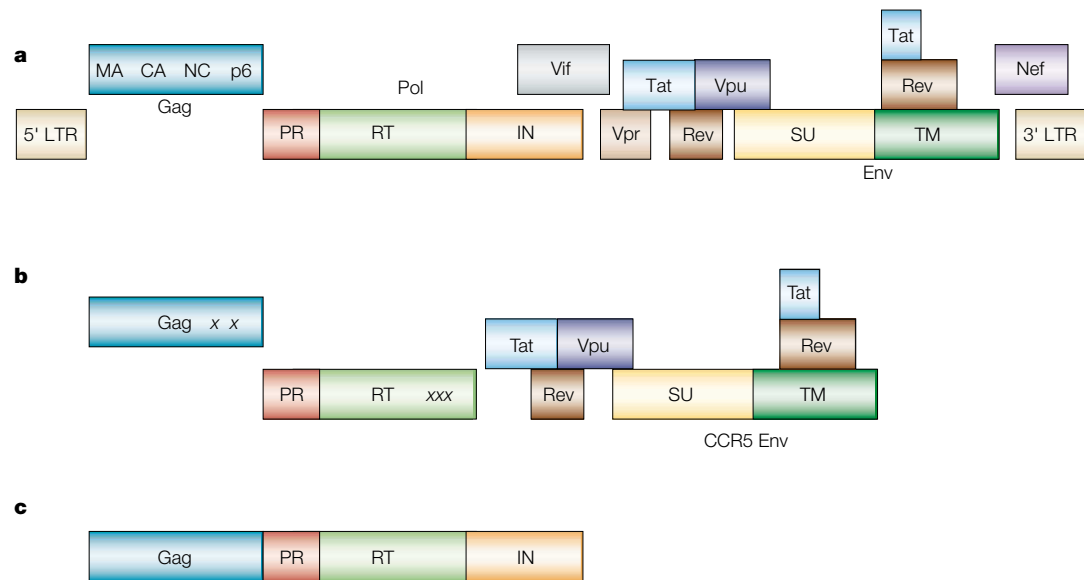 a
Tat
MA CA NC p6
Vif
Tat
Vpu
Rev
Nef
Gag
Pol
5' LTR
PR
RT
IN
Vpr
Rev
SU
TM
3' LTR
Env
b
Tat
Gag x x
Tat
Vpu
Rev
PR
RT xxx
Rev
SU
TM
CCR5 Env
c
Gag
PR
RT
IN